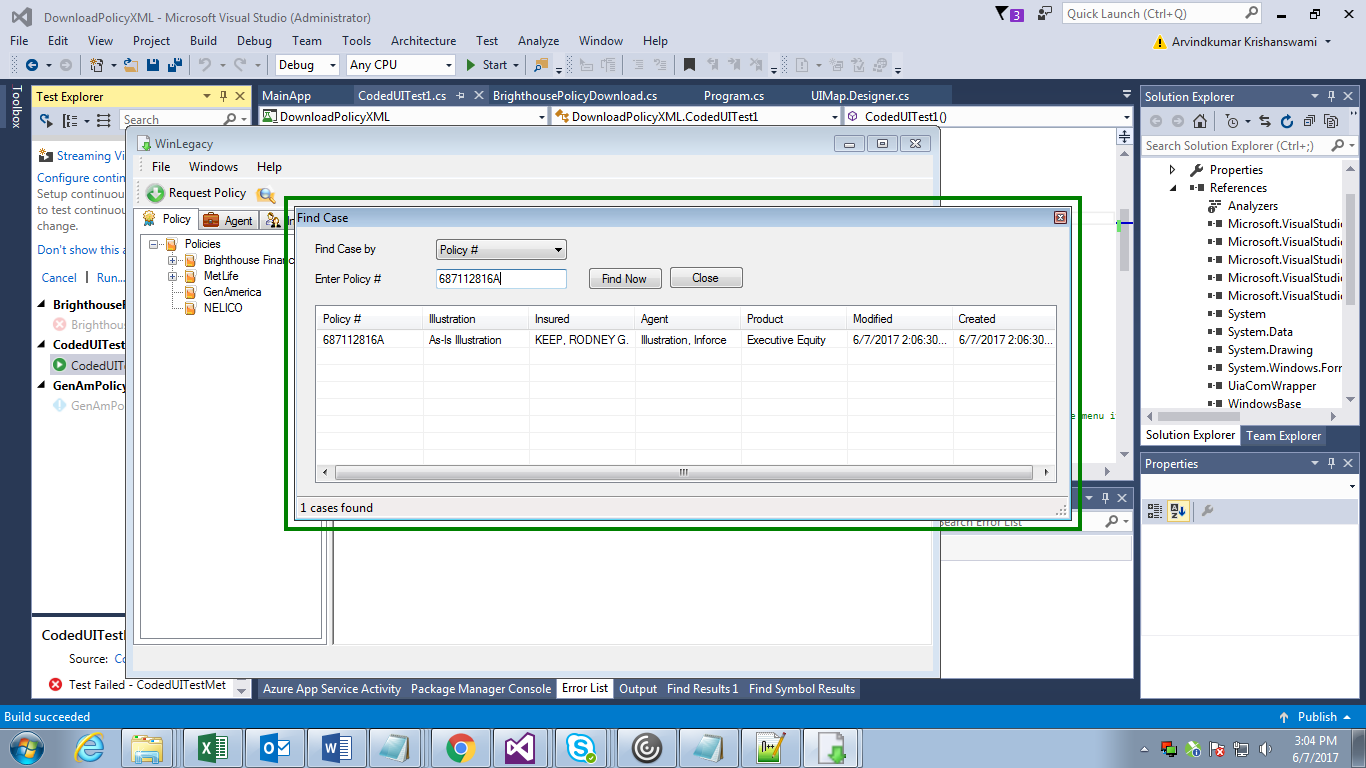 DownloadPolicyXML - Microsoft Visual Studio (Administrator)
3
Quick Launch (Ctrl+Q)
File Edit View Project Build Debug Team Tools Architecture Test Analyze Window Help
Arvindkumar Krishanswami
Debug Any CPU Start
Toolbox
Test Explorer
MainApp CodedUITest1.cs BrighthousePolicyDownload.cs Program.cs UIMap.Designer.cs
Solution Explorer
Search
DownloadPolicyXML DownloadPolicyXML.CodedUITest1 CodedUITest1()
Search Solution Explorer (Ctrl+;)
Streaming Vi
Configure contin
Setup continuou
to test continuou
change.
Don't show this a
Cancel Run...
BrighthouseP
Brighthous
CodedUITest
CodedUIT
GenAmPolicy
GenAmPo
WinLegacy
File Windows Help
Request Policy
Policy Agent In
Policies
Brighthouse Financ
MetLife
GenAmerica
NELICO
Find Case
Find Case by Policy #
Enter Policy # 687112816A Find Now Close
Policy # Illustration Insured Agent Product Modified Created
687112816A As-Is Illustration KEEP, RODNEY G. Illustration, Inforce Executive Equity 6/7/2017 2:06:30... 6/7/2017 2:06:30...
1 cases found
e menu i
Search Error List
Properties
References
Analyzers
Microsoft.VisualStudi
Microsoft.VisualStudi
Microsoft.VisualStudi
Microsoft.VisualStudi
Microsoft.VisualStudi
System
System.Data
System.Drawing
System.Windows.Forr
UiaComWrapper
WindowsBase
Solution Explorer Team Explorer
Properties
CodedUITestM
Source: Co
Test Failed - CodedUITestMet
Azure App Service Activity Package Manager Console Error List Output Find Results 1 Find Symbol Results
Build succeeded
Publish
3:04 PM
6/7/2017